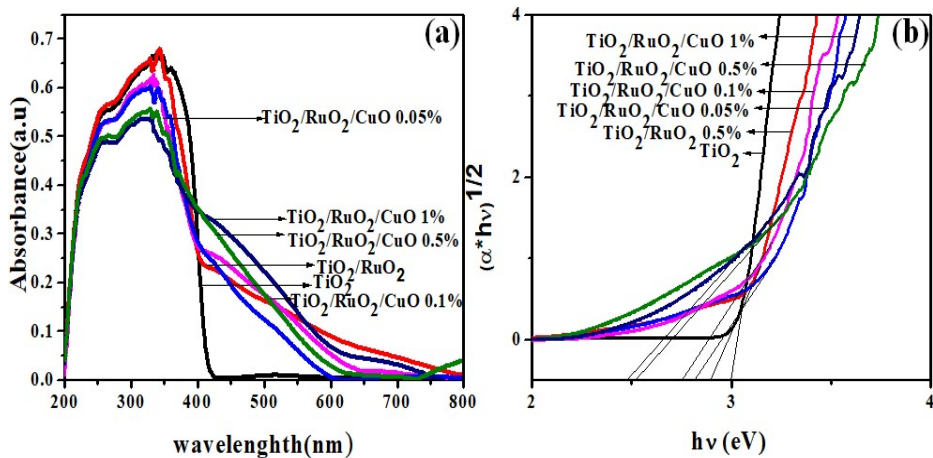 (a)
Absorbance(a.u)
0.7
0.6
0.5
0.4
0.3
0.2
0.1
0.0
TiO2/RuO2/CuO 0.05%
TiO2/RuO2/CuO 1%
TiO2/RuO2/CuO 0.5%
TiO2/RuO2
TiO2
TiO2/RuO2/CuO 0.1%
200 300 400 500 600 700 800
wavelenghth(nm)
(b)
(α*hν)1/2
4
2
0
TiO2/RuO2/CuO 1%
TiO2/RuO2/CuO 0.5%
TiO2/RuO2/CuO 0.1%
TiO2/RuO2/CuO 0.05%
TiO2/RuO2 0.5%
TiO2
2 3 4
hν (eV)